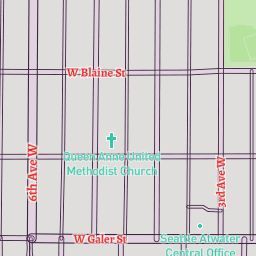 W Blaine St
Queen Anne United
Methodist Church
6th Ave W
3rd Ave W
W Galer St
Seattle Atwater
Central Office